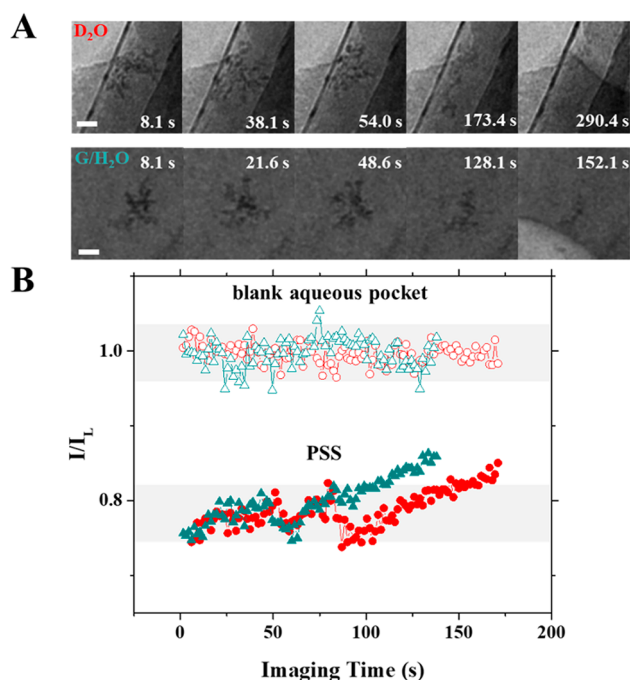 A
D₂O
8.1 s 38.1 s 54.0 s 173.4 s 290.4 s
G/H₂O 8.1 s 21.6 s 48.6 s 128.1 s 152.1 s
B
blank aqueous pocket
1.0
PSS
0.8
I/I_L
0 50 100 150 200
Imaging Time (s)